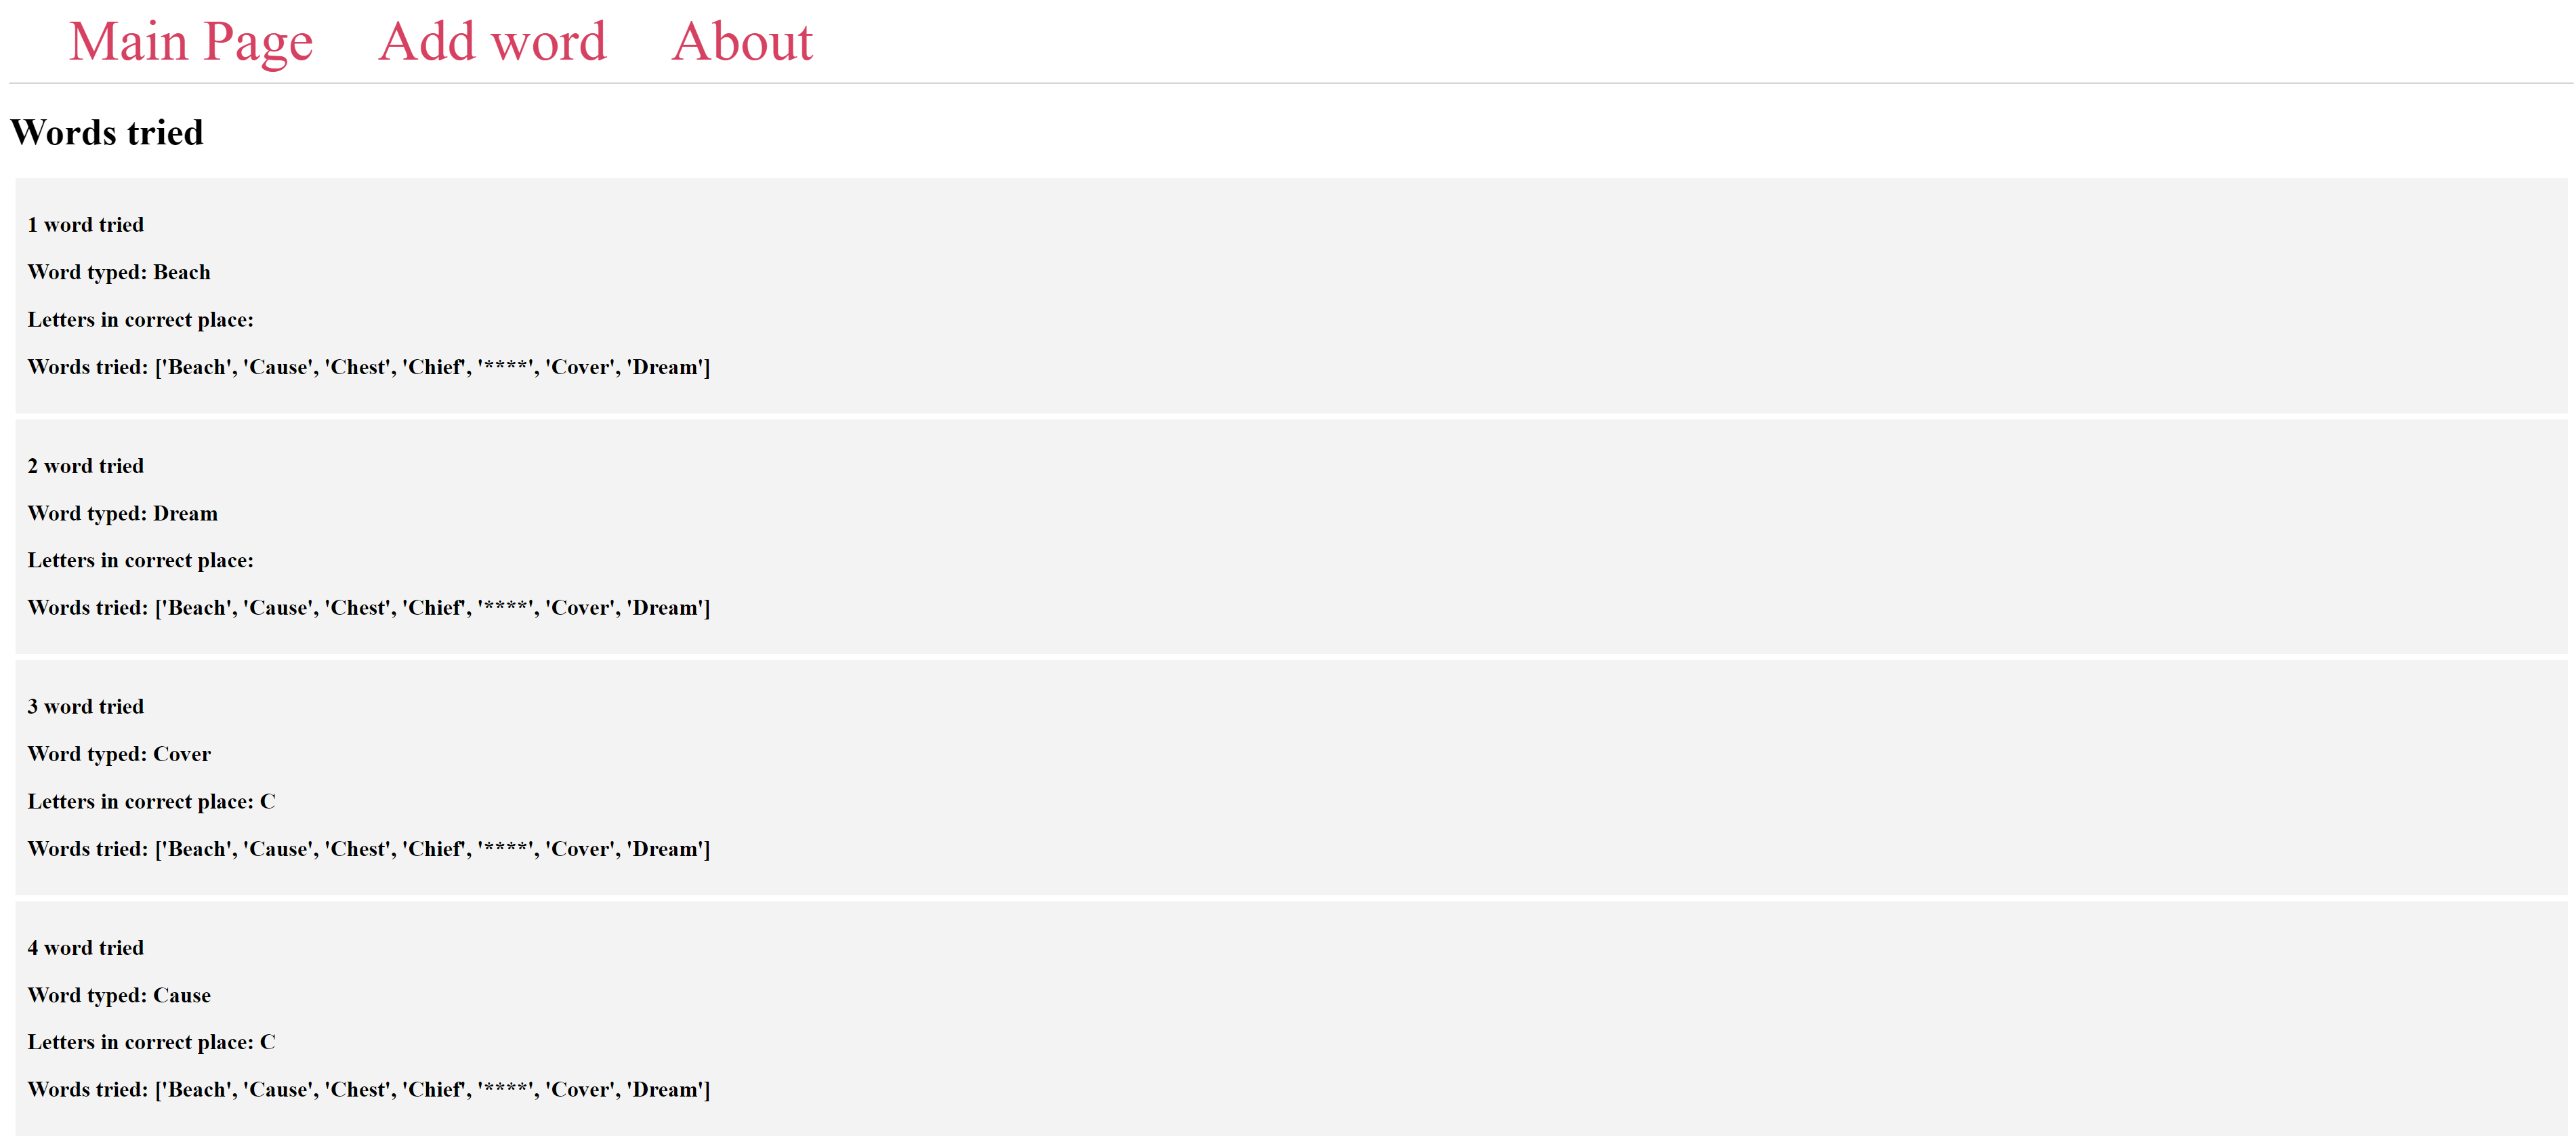 Main Page Add word About
Words tried
1 word tried
Word typed: Beach
Letters in correct place:
Words tried: ['Beach', 'Cause', 'Chest', 'Chief', '****', 'Cover', 'Dream']
2 word tried
Word typed: Dream
Letters in correct place:
Words tried: ['Beach', 'Cause', 'Chest', 'Chief', '****', 'Cover', 'Dream']
3 word tried
Word typed: Cover
Letters in correct place: C
Words tried: ['Beach', 'Cause', 'Chest', 'Chief', '****', 'Cover', 'Dream']
4 word tried
Word typed: Cause
Letters in correct place: C
Words tried: ['Beach', 'Cause', 'Chest', 'Chief', '****', 'Cover', 'Dream']